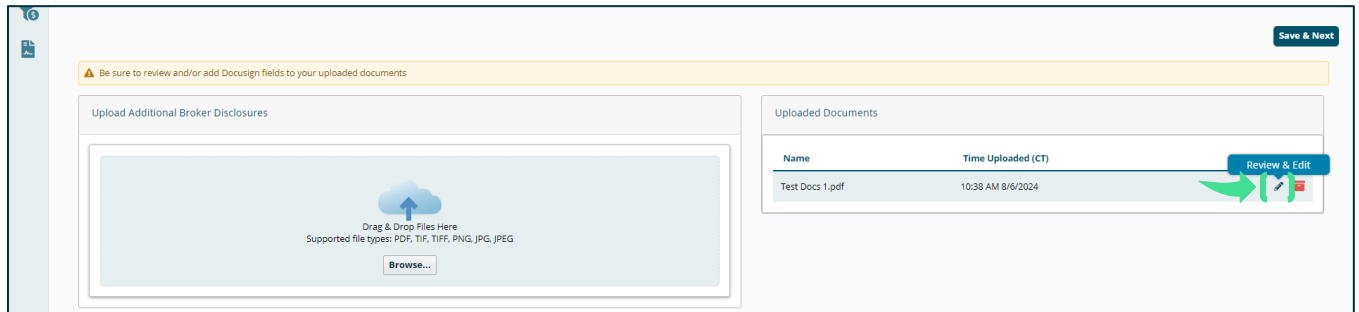 Save & Next
Be sure to review and/or add Docusign fields to your uploaded documents
Upload Additional Broker Disclosures
Drag & Drop Files Here
Supported file types: PDF, TIF, TIFF, PNG, JPG, JPEG
Browse...
Uploaded Documents
Name Time Uploaded (CT)
Review & Edit
Test Docs 1.pdf 10:38 AM 8/6/2024